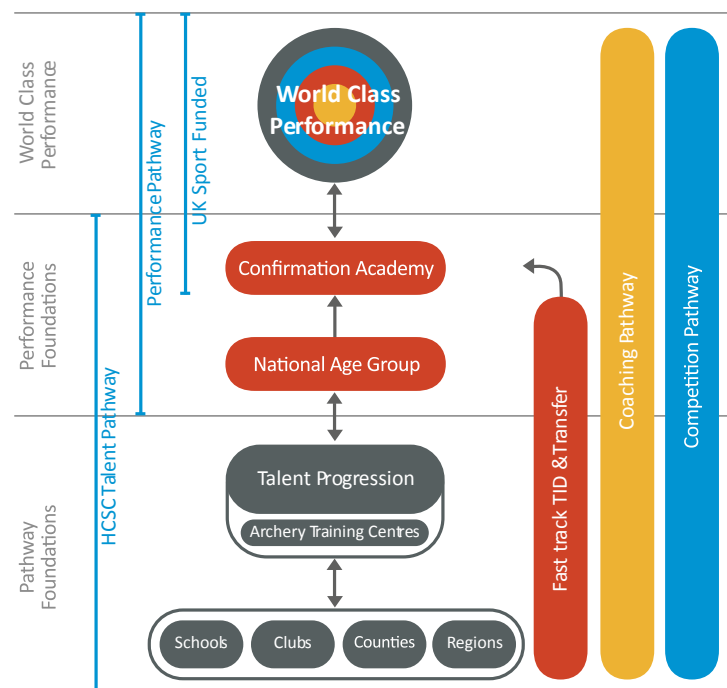 World Class
Performance
Performance Pathway
UK Sport Funded
World Class
Performance
Performance
Foundations
HCSC Talent Pathway
Confirmation Academy
National Age Group
Pathway
Foundations
Talent Progression
Archery Training Centres
Schools
Clubs
Counties
Regions
Fast track TID & Transfer
Coaching Pathway
Competition Pathway